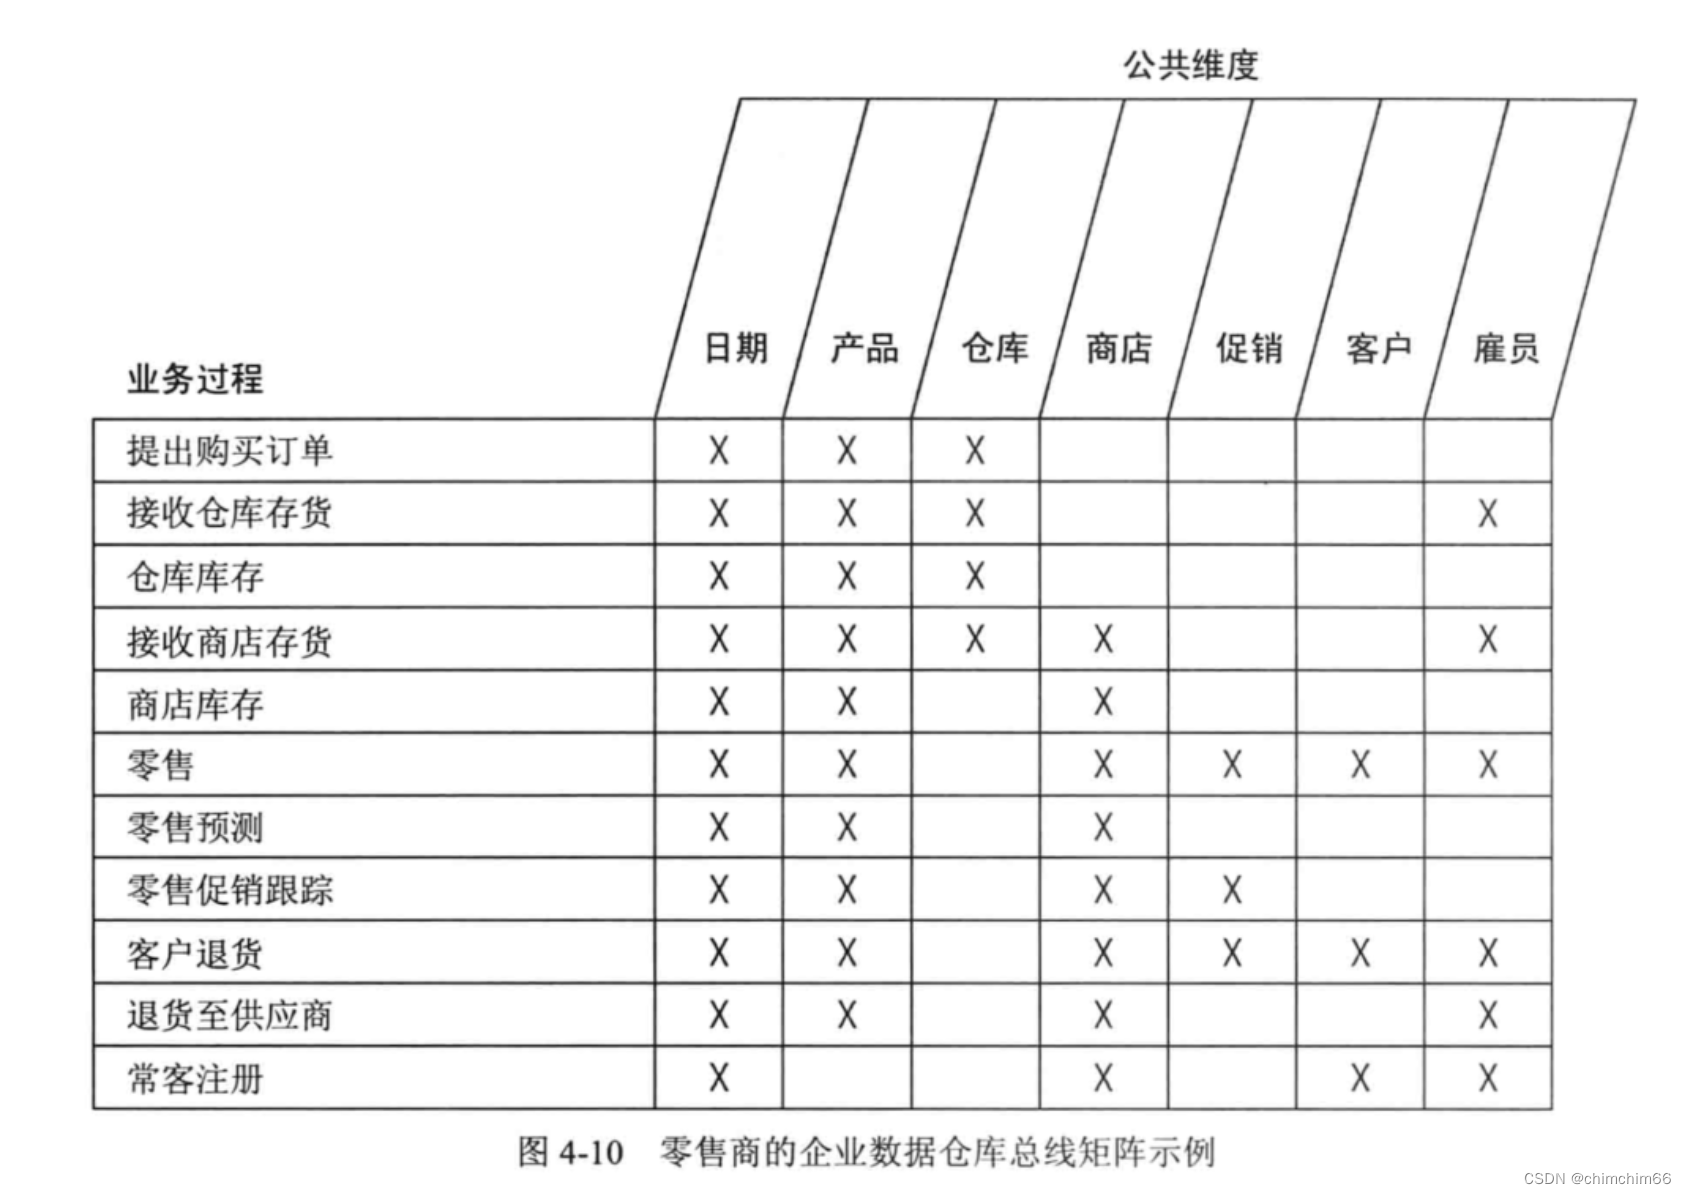 公共维度
业务过程 日期 产品 仓库 商店 促销 客户 雇员
提出购买订单 X X X
接收仓库存货 X X X X
仓库库存 X X X
接收商店存货 X X X X X
商店库存 X X X
零售 X X X X X X
零售预测 X X X
零售促销跟踪 X X X X
客户退货 X X X X X X
退货至供应商 X X X X
常客注册 X X X X
图 4-10 零售商的企业数据仓库总线矩阵示例
CSDN @chimchim66